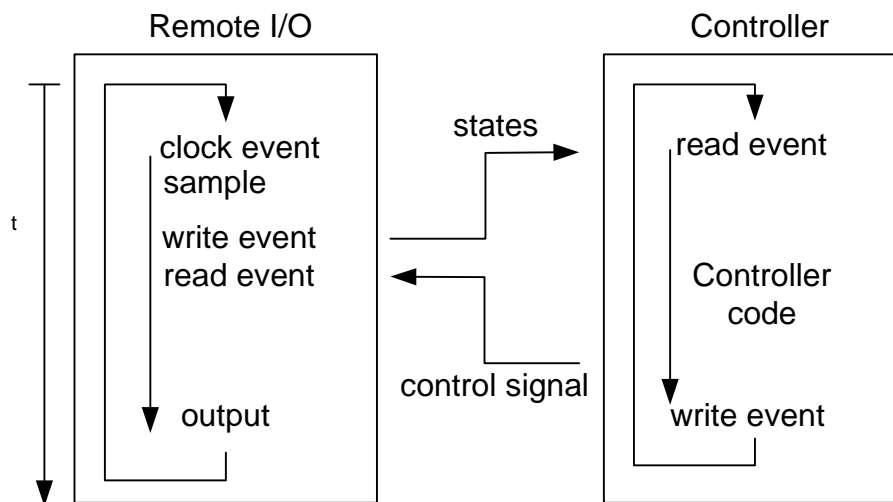 Remote I/O
Controller
clock event
sample
write event
read event
output
t
states
control signal
read event
Controller
code
write event